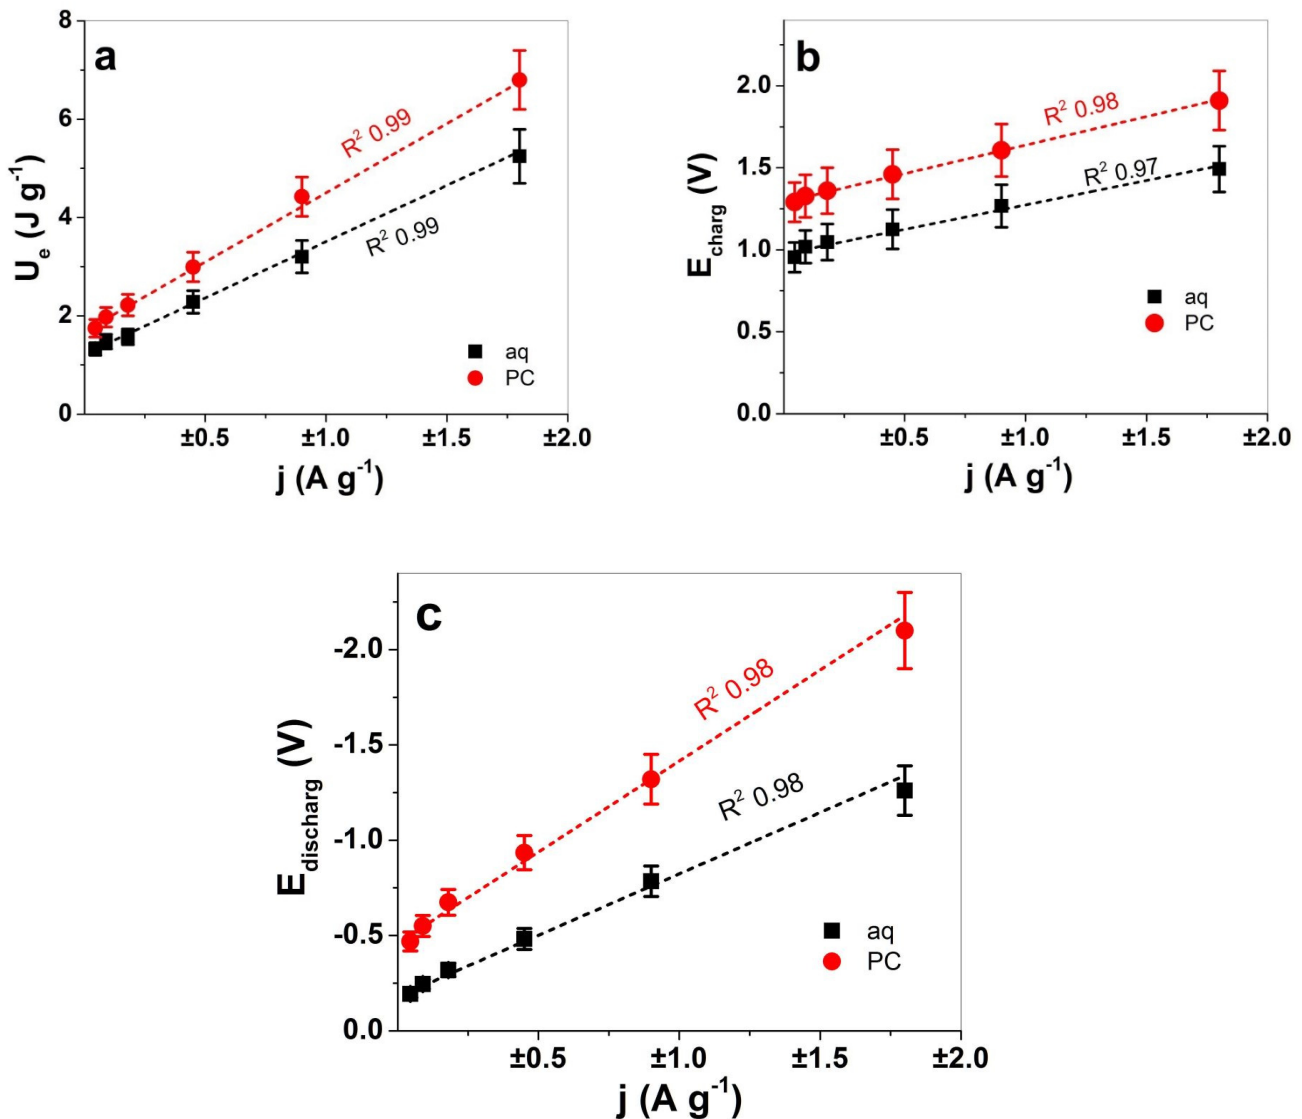 a
8
6
4
2
0
U_e (J g⁻¹)
R² 0.99
R² 0.99
aq
PC
±0.5 ±1.0 ±1.5 ±2.0
j (A g⁻¹)
b
2.0
1.5
1.0
0.5
0.0
E_charg (V)
R² 0.98
R² 0.97
aq
PC
±0.5 ±1.0 ±1.5 ±2.0
j (A g⁻¹)
c
-2.0
-1.5
-1.0
-0.5
0.0
E_discharg (V)
R² 0.98
R² 0.98
aq
PC
±0.5 ±1.0 ±1.5 ±2.0
j (A g⁻¹)